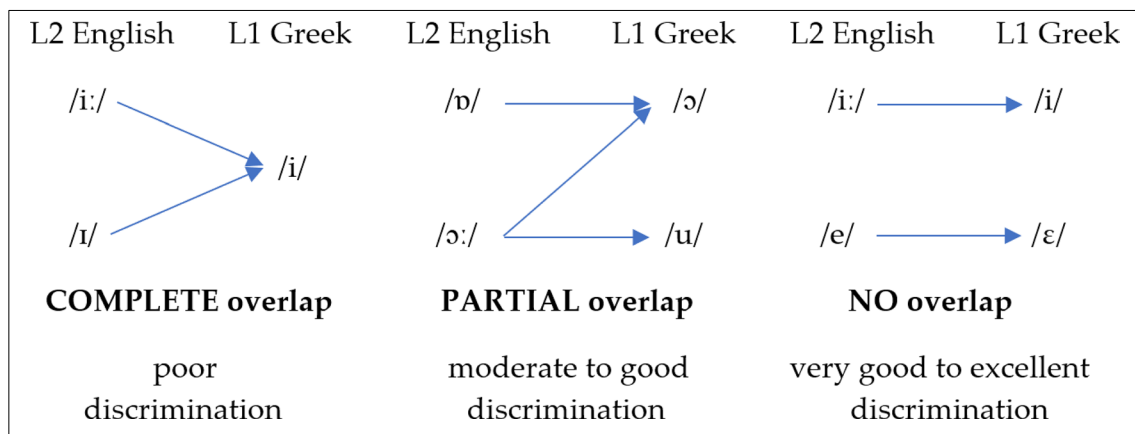 L2 English L1 Greek L2 English L1 Greek L2 English L1 Greek
/iː/ /ɒ/ /ɔ/ /iː/ /i/
/i/
/ɪ/ /ɔː/ /u/ /e/ /ɛ/
COMPLETE overlap PARTIAL overlap NO overlap
poor moderate to good very good to excellent
discrimination discrimination discrimination